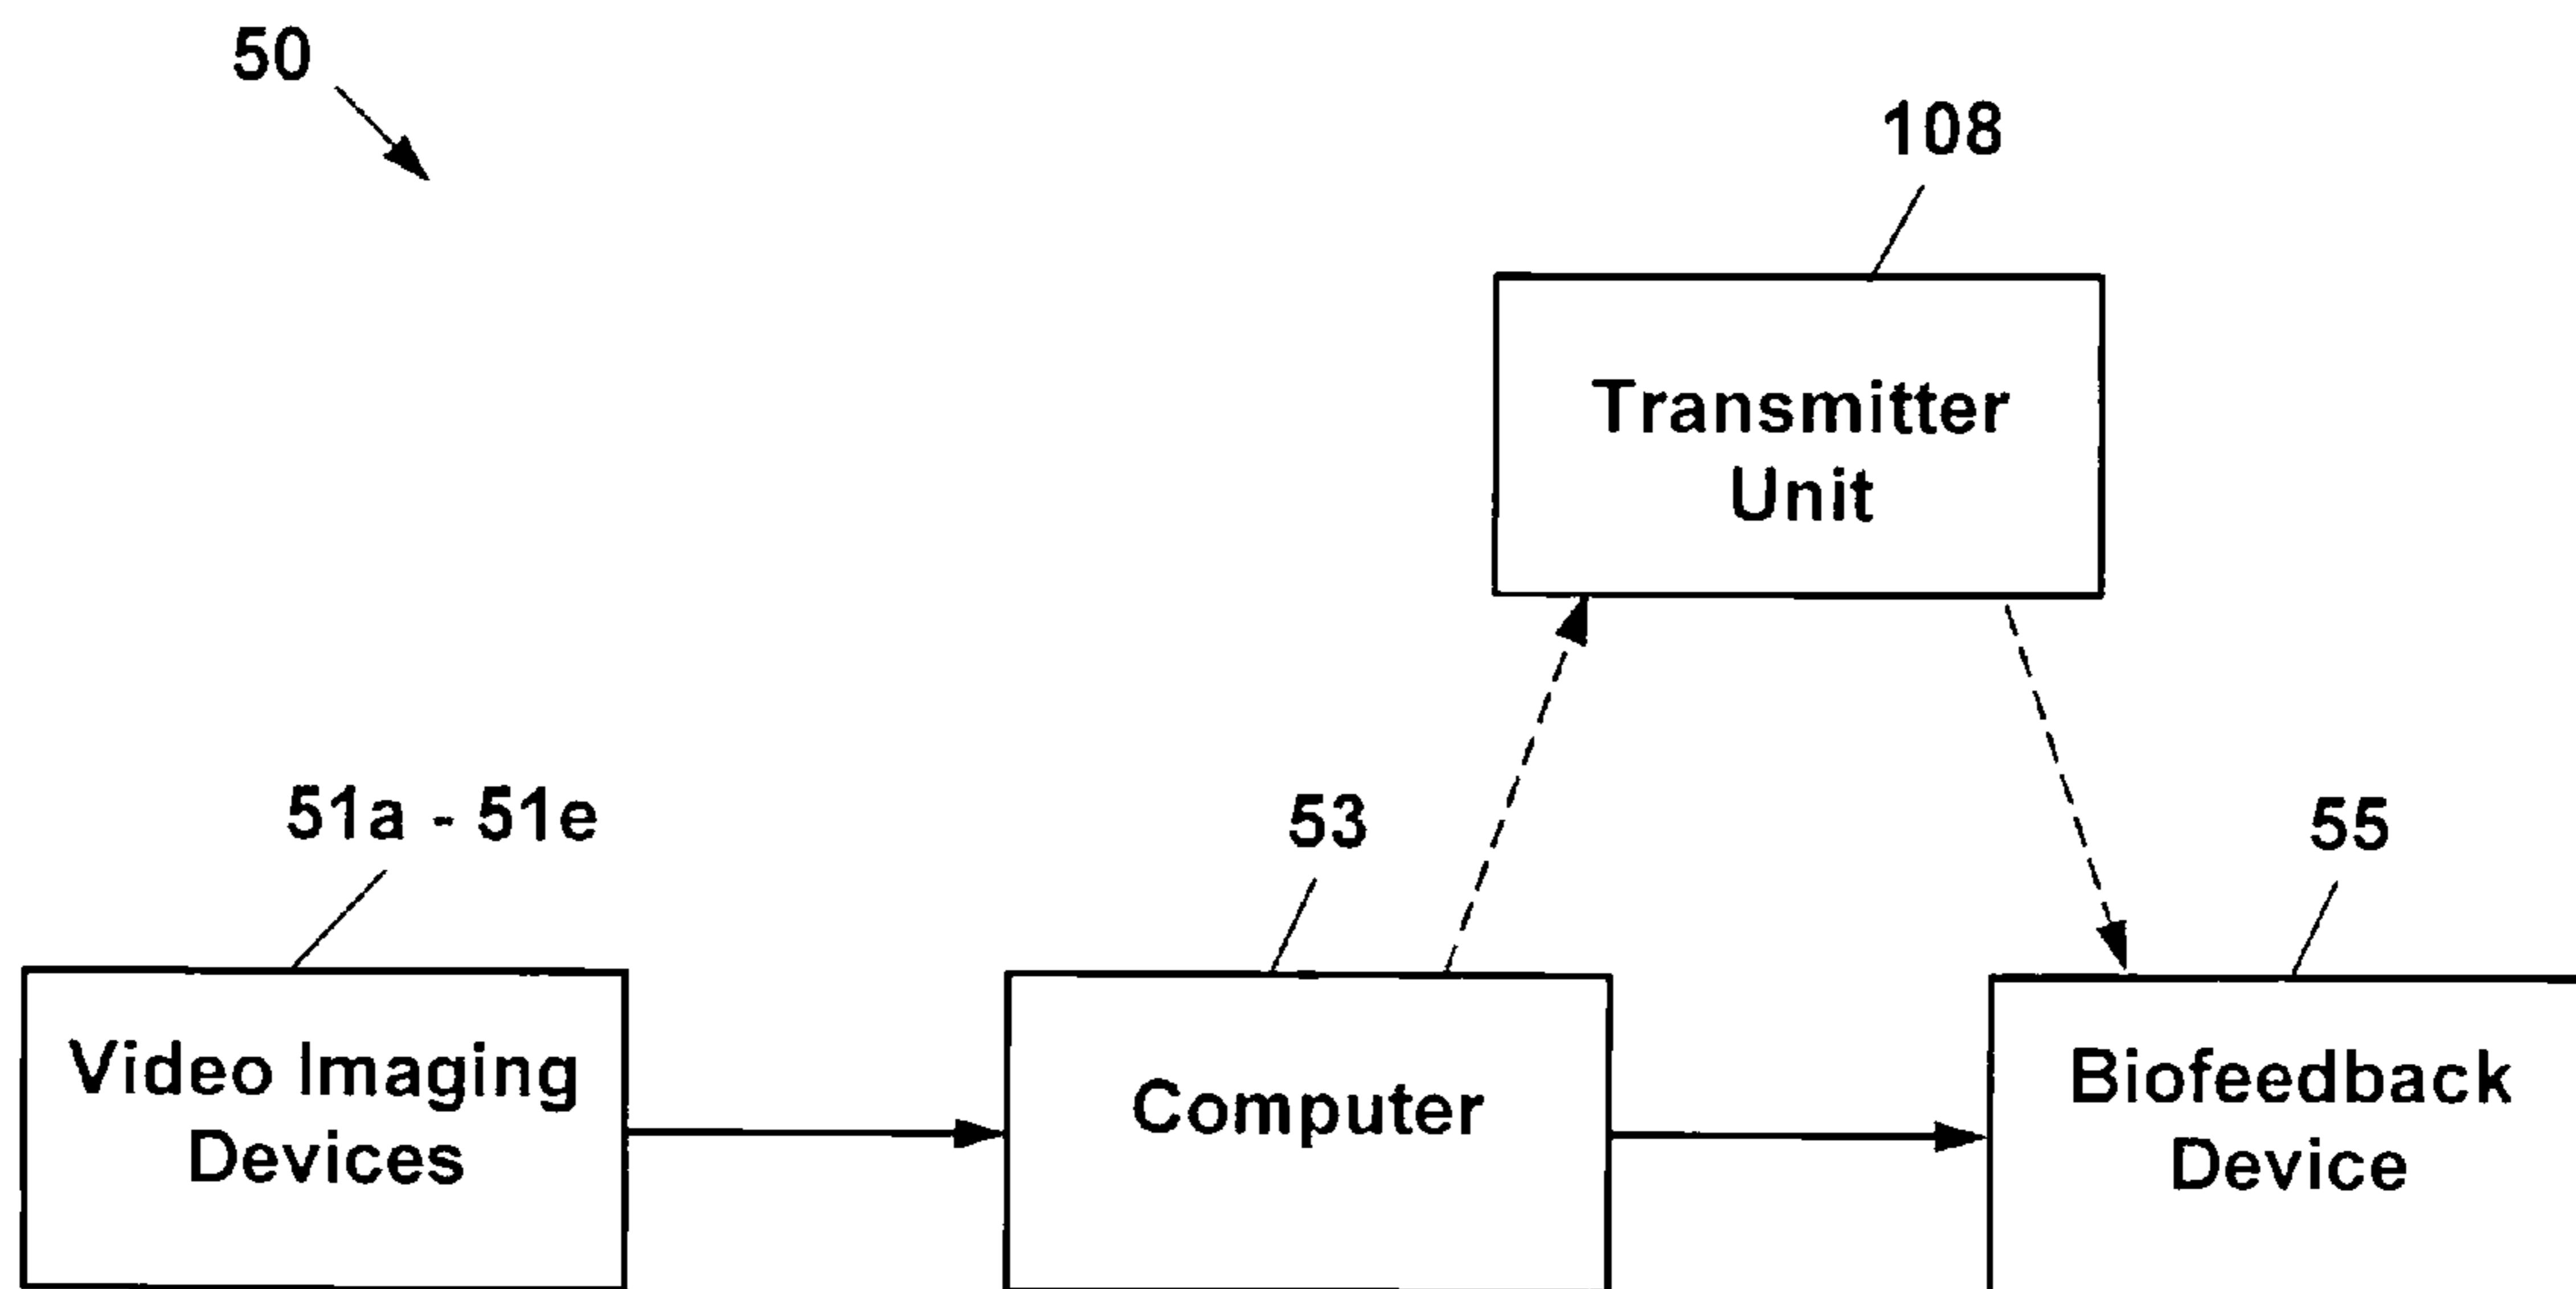 50
108
Transmitter
Unit
51a - 51e
53
55
Video Imaging
Devices
Computer
Biofeedback
Device